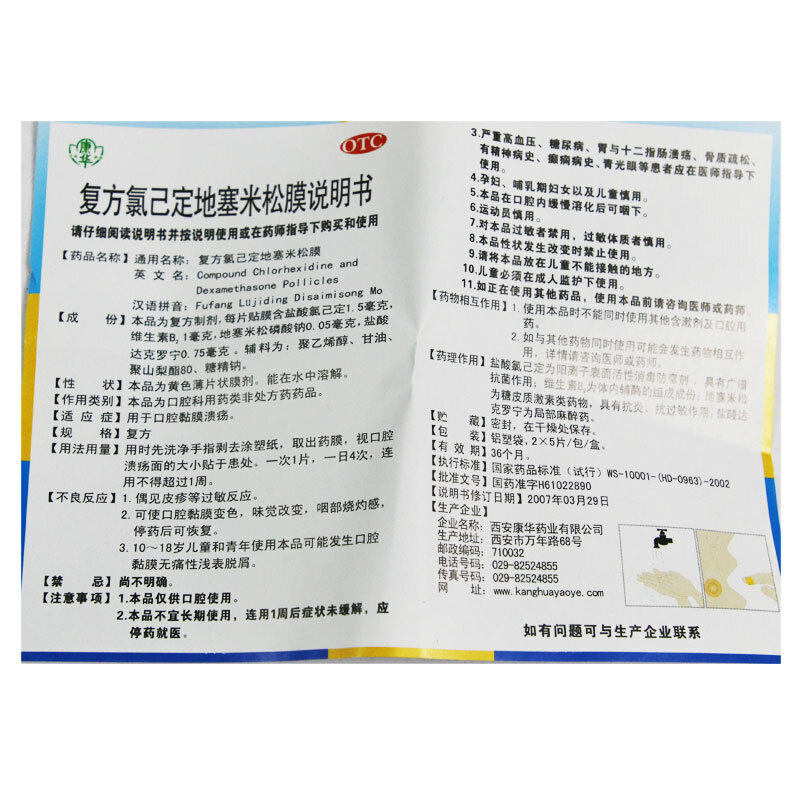 康华
OTC
复方氯己定地塞米松膜说明书
请仔细阅读说明书并按说明使用或在药师指导下购买和使用
【药品名称】通用名称：复方氯己定地塞米松膜
英文名：Compound Chlorhexidine and
Dexamethasone Pollicles
汉语拼音：Fufang Lüjiding Disaimisong Mo
【成份】本品为复方制剂，每片贴膜含盐酸氯己定1.5毫克，
维生素B₂1毫克，地塞米松磷酸钠0.05毫克，盐酸
达克罗宁0.75毫克。辅料为：聚乙烯醇、甘油、
聚山梨酯80、糖精钠。
【性状】本品为黄色薄片状膜剂。能在水中溶解。
【作用类别】本品为口腔科用药类非处方药药品。
【适应症】用于口腔黏膜溃疡。
【规格】复方
【用法用量】用时先洗净手指剥去涂塑纸，取出药膜，视口腔
溃疡面的大小贴于患处。一次1片，一日4次，连
用不得超过1周。
【不良反应】1.偶见皮疹等过敏反应。
2.可使口腔黏膜变色，味觉改变，咽部烧灼感，
停药后可恢复。
3.10～18岁儿童和青年使用本品可能发生口腔
黏膜无痛性浅表脱屑。
【禁忌】尚不明确。
【注意事项】1.本品仅供口腔使用。
2.本品不宜长期使用，连用1周后症状未缓解，应
停药就医。
3.严重高血压、糖尿病、胃与十二指肠溃疡、骨质疏松、
有精神病史、癫痫病史、青光眼等患者应在医师指导下
使用。
4.孕妇、哺乳期妇女以及儿童慎用。
5.本品在口腔内缓慢溶化后可咽下。
6.运动员慎用。
7.对本品过敏者禁用，过敏体质者慎用。
8.本品性状发生改变时禁止使用。
9.请将本品放在儿童不能接触的地方。
10.儿童必须在成人监护下使用。
11.如正在使用其他药品，使用本品前请咨询医师或药师。
【药物相互作用】1.使用本品时不能同时使用其他含漱剂及口腔用
药。
2.如与其他药物同时使用可能会发生药物相互作
用，详情请咨询医师或药师。
【药理作用】盐酸氯己定为阳离子表面活性消毒防腐剂，具有广谱
抗菌作用；维生素B₂为体内辅酶的组成成份；地塞米松
为糖皮质激素类药物，具有抗炎、抗过敏作用；盐酸达
克罗宁为局部麻醉药。
【贮藏】密封，在干燥处保存。
【包装】铝塑袋，2×5片/包/盒。
【有效期】36个月。
【执行标准】国家药品标准（试行）WS-10001-(HD-0963)-2002
【批准文号】国药准字H61022890
【说明书修订日期】2007年03月29日
【生产企业】
企业名称：西安康华药业有限公司
生产地址：西安市万年路68号
邮政编码：710032
电话号码：029-82524855
传真号码：029-82524855
网址：www.kanghuayaoye.com
如有问题可与生产企业联系